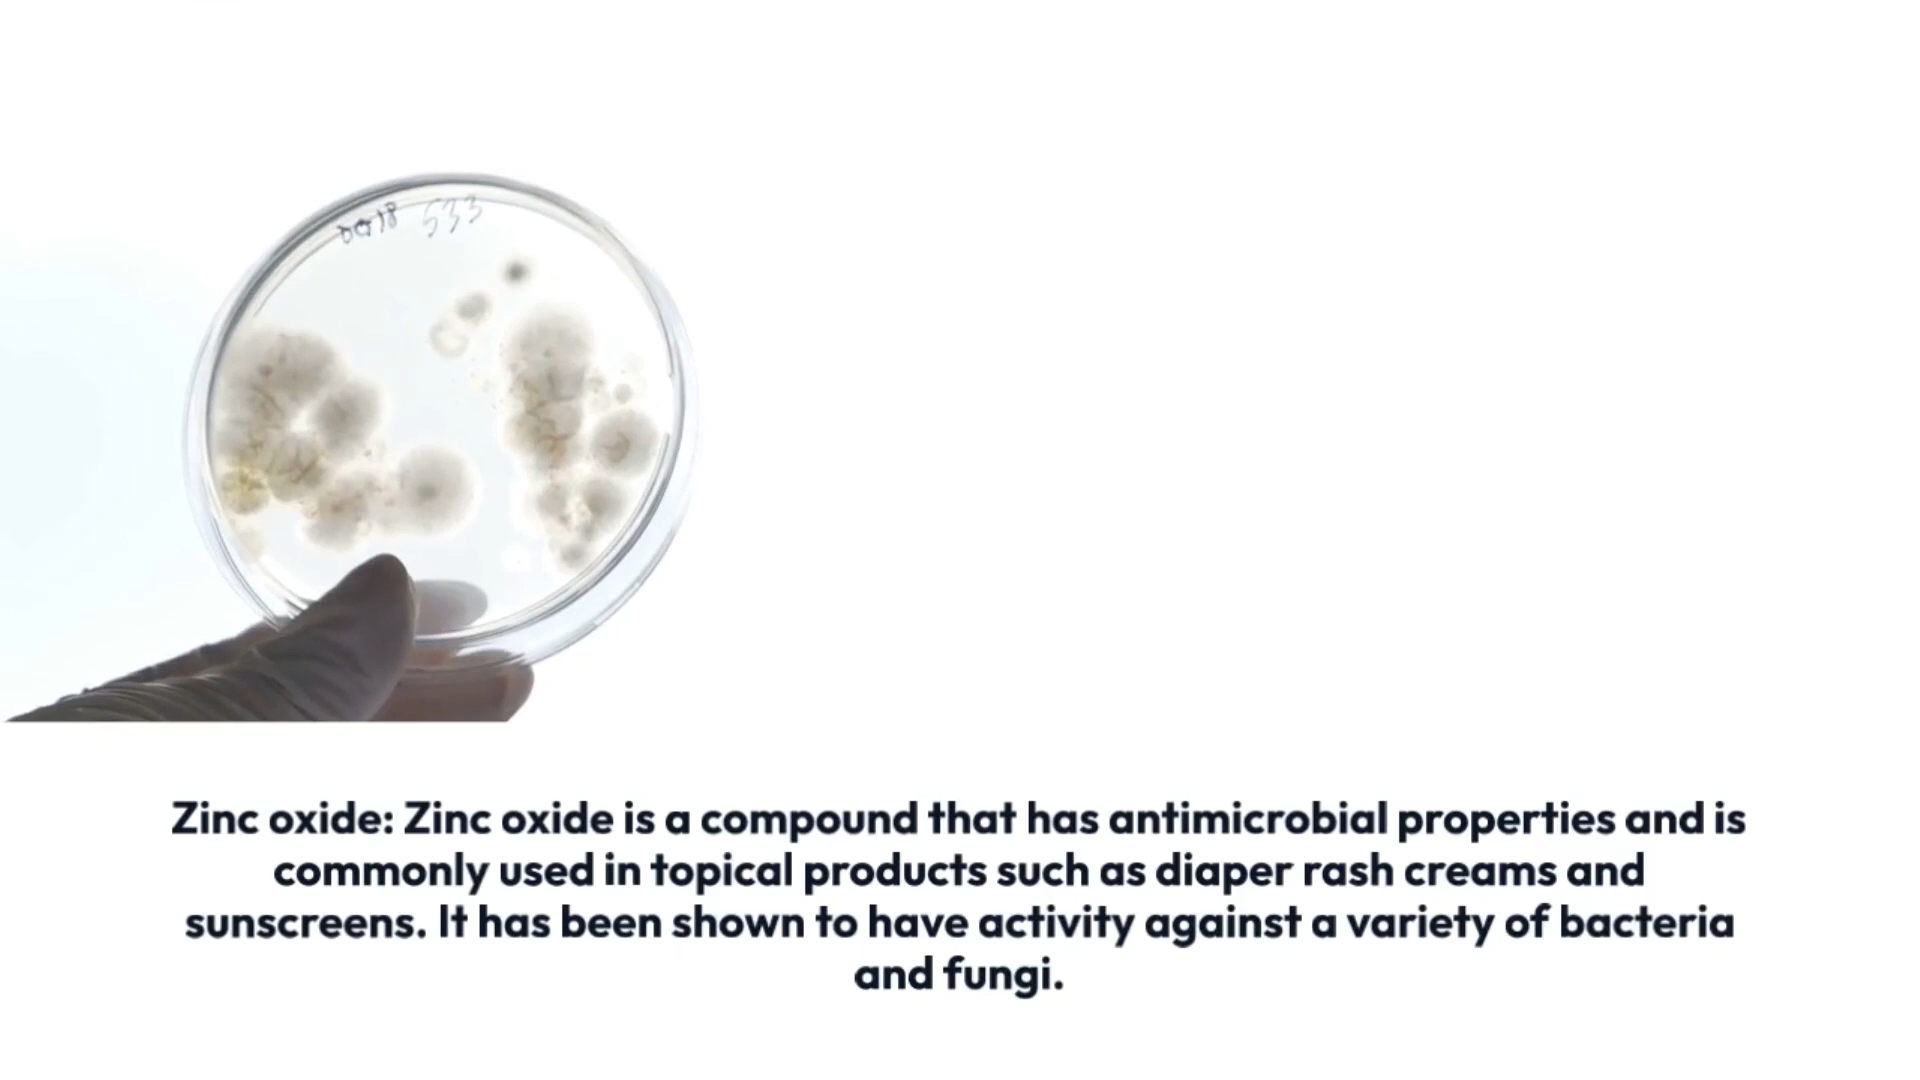 533
Zinc oxide: Zinc oxide is a compound that has antimicrobial properties and is
commonly used in topical products such as diaper rash creams and
sunscreens. It has been shown to have activity against a variety of bacteria
and fungi.